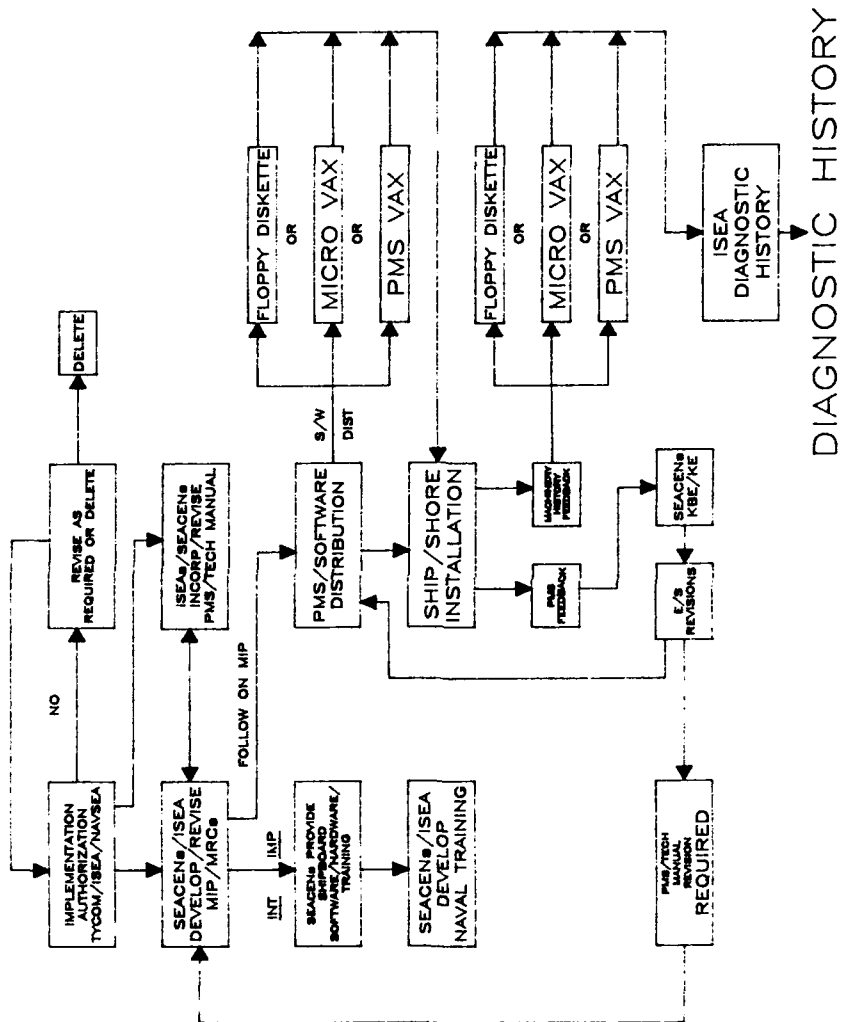 IMPLEMENTATION
AUTHORIZATION
TYCOM/ISEA/NAVSEA
NO
REVISE AS
REQUIRED OR DELETE
DELETE
SEACENs/ISEA
DEVELOP/REVISE
MIP/MRCs
ISEAs/SEACENs
INCORP/REVISE
PMS/TECH MANUAL
FOLLOW ON MIP
INT
IMP
SEACENs PROVIDE
SHIPBOARD
SOFTWARE/HARDWARE/
TRAINING
SEACENs/ISEA
DEVELOP
NAVAL TRAINING
PMS/SOFTWARE
DISTRIBUTION
S/W
DIST
FLOPPY DISKETTE
OR
MICRO VAX
OR
PMS VAX
SHIP/SHORE
INSTALLATION
PMS
FEEDBACK
MACHINERY
HISTORY
FEEDBACK
FLOPPY DISKETTE
OR
MICRO VAX
OR
PMS VAX
SEACENs
KBE/KE
E/S
REVISIONS
PMS/TECH
MANUAL
REVISION
REQUIRED
ISEA
DIAGNOSTIC
HISTORY
DIAGNOSTIC HISTORY